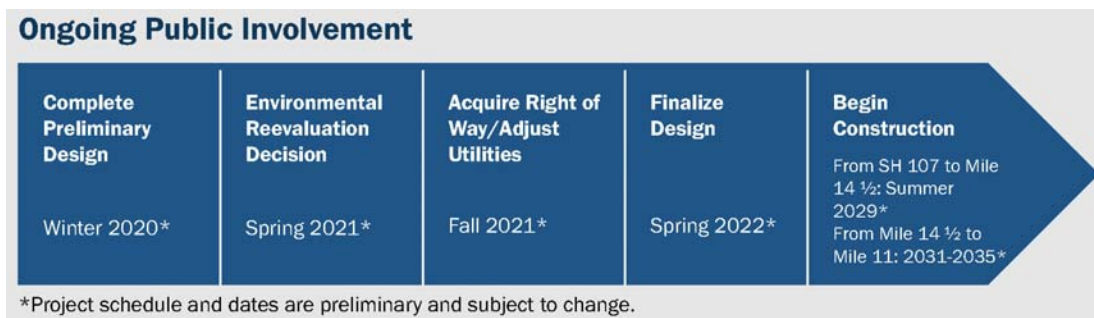 Ongoing Public Involvement
Complete
Preliminary
Design
Winter 2020*
Environmental
Reevaluation
Decision
Spring 2021*
Acquire Right of
Way/Adjust
Utilities
Fall 2021*
Finalize
Design
Spring 2022*
Begin
Construction
From SH 107 to Mile
14 ½: Summer
2029*
From Mile 14 ½ to
Mile 11: 2031-2035*
*Project schedule and dates are preliminary and subject to change.